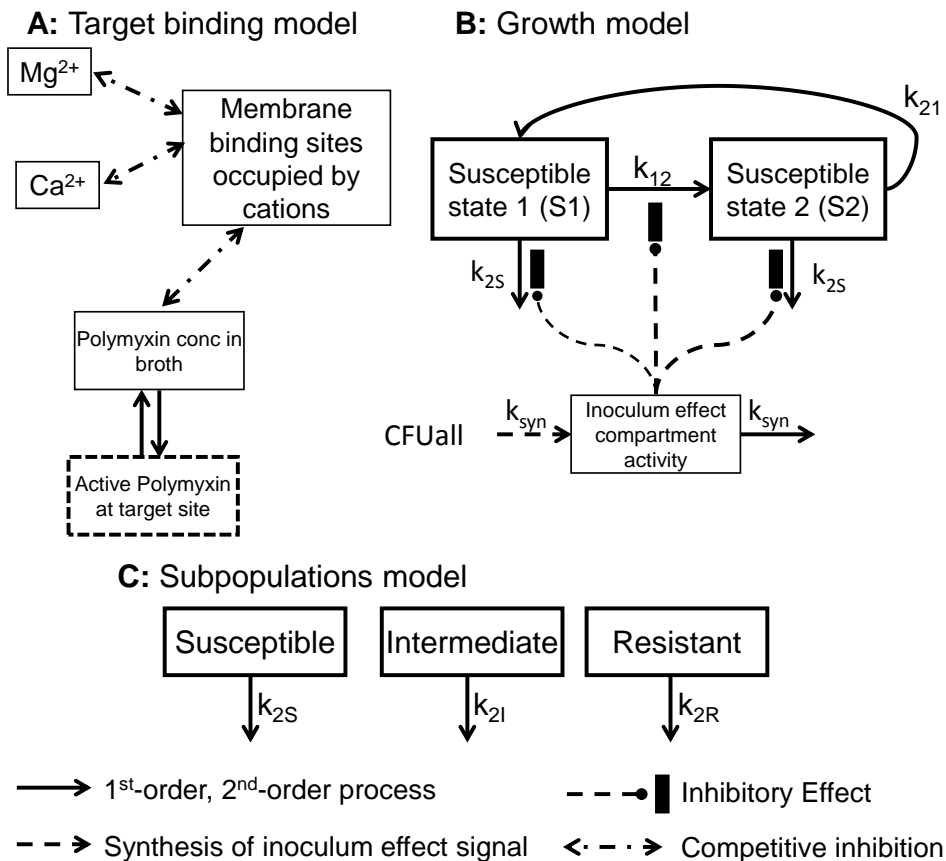 A: Target binding model
Mg²⁺
Ca²⁺
Membrane
binding sites
occupied by
cations
Polymyxin conc in
broth
Active Polymyxin
at target site
B: Growth model
k₂₁
Susceptible
state 1 (S1)
k₁₂
Susceptible
state 2 (S2)
k₂S
k₂S
CFUall
kₛᵧₙ
Inoculum effect
compartment
activity
kₛᵧₙ
C: Subpopulations model
Susceptible
Intermediate
Resistant
k₂S
k₂I
k₂R
1ˢᵗ-order, 2ⁿᵈ-order process
Inhibitory Effect
Synthesis of inoculum effect signal
Competitive inhibition